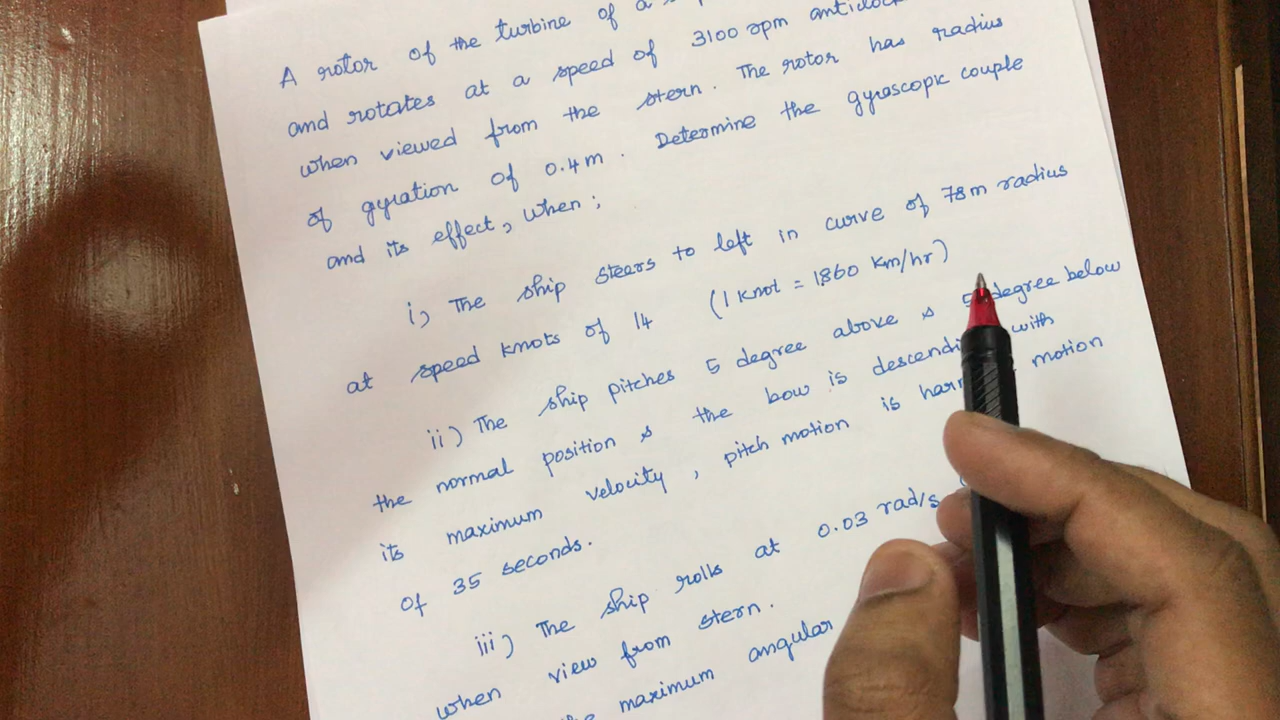 A rotor of the turbine of a
and rotates at a speed of 3100 rpm
when viewed from the stern. The rotor has radius
of gyration of 0.4m. Determine the gyroscopic couple
and its effect, when;
i, The ship steers to left in curve of 78m radius
at speed knots of 14 (1 knot = 1860 km/hr)
ii) The ship pitches 5 degree above & 5 degree below
the normal position & the bow is with
its maximum velocity, pitch motion is motion
of 35 seconds.
iii) The ship rolls at 0.03 rad/s
when view from stern.
maximum angular